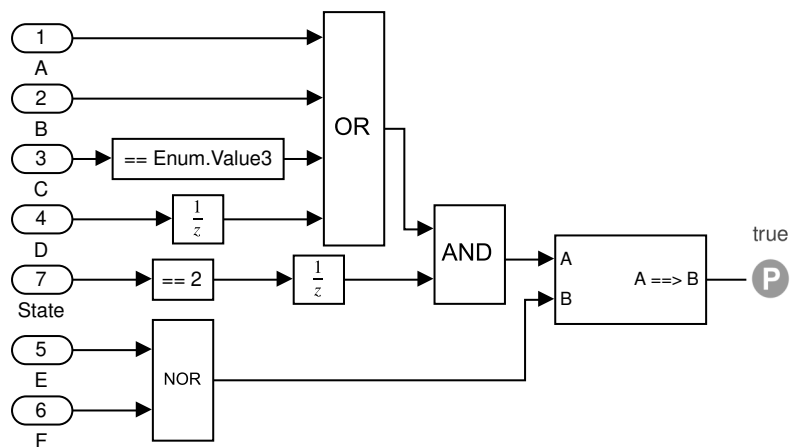 1
A
2
B
3
== Enum.Value3
C
4
1
z
D
OR
7
== 2
1
z
State
AND
A
B
A ==> B
true
P
5
E
NOR
6
F